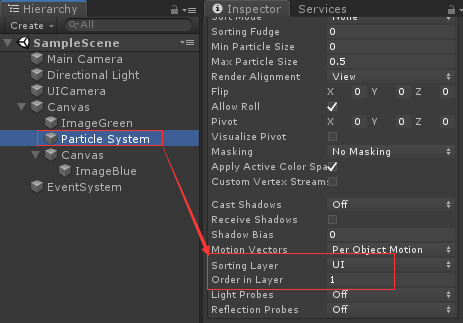 Hierarchy
Create
All
SampleScene
Main Camera
Directional Light
UICamera
Canvas
ImageGreen
Particle System
Canvas
ImageBlue
EventSystem
Inspector Services
Sort Mode None
Sorting Fudge 0
Min Particle Size 0
Max Particle Size 0.5
Render Alignment View
Flip X 0 Y 0 Z 0
Allow Roll
Pivot X 0 Y 0 Z 0
Visualize Pivot
Masking No Masking
Apply Active Color Spa
Custom Vertex Streams
Cast Shadows Off
Receive Shadows
Shadow Bias 0
Motion Vectors Per Object Motion
Sorting Layer UI
Order in Layer 1
Light Probes Off
Reflection Probes Off